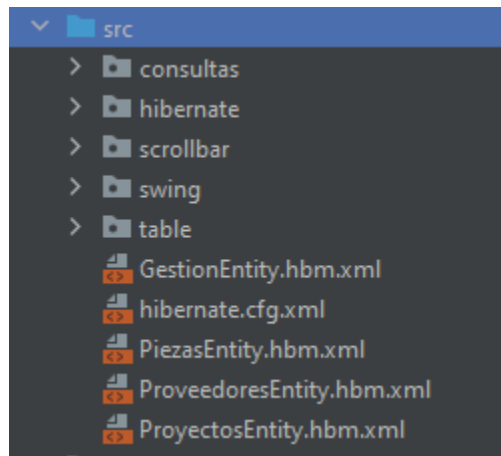 src
consultas
hibernate
scrollbar
swing
table
GestionEntity.hbm.xml
hibernate.cfg.xml
PiezasEntity.hbm.xml
ProveedoresEntity.hbm.xml
ProyectosEntity.hbm.xml